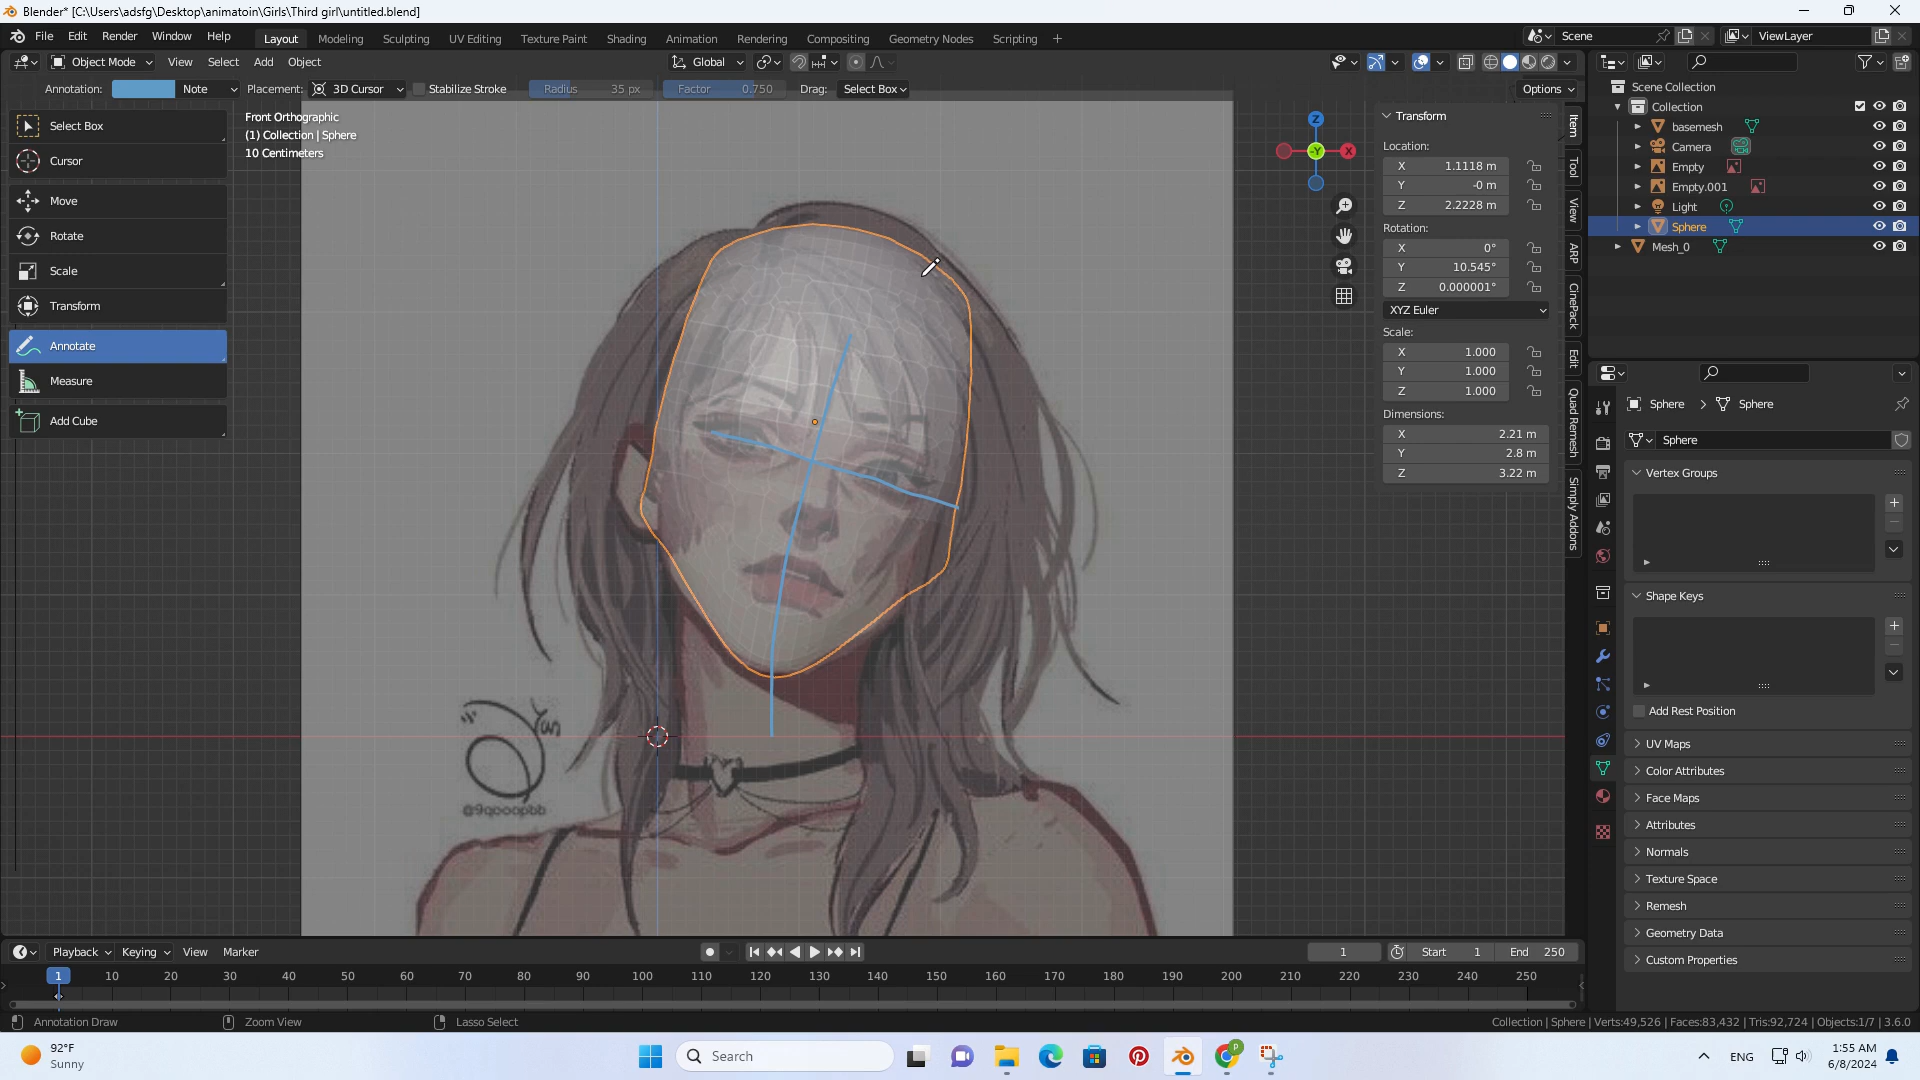 Blender* [C:\Users\adsfg\Desktop\animatoin\Girls\Third girl\untitled.blend]
File Edit Render Window Help Layout Modeling Sculpting UV Editing Texture Paint Shading Animation Rendering Compositing Geometry Nodes Scripting + Scene ViewLayer
Object Mode View Select Add Object Global
Annotation: Note Placement: 3D Cursor Stabilize Stroke Radius 35 px Factor 0.750 Drag: Select Box Options
Select Box
Cursor
Move
Rotate
Scale
Transform
Annotate
Measure
Add Cube
Front Orthographic
(1) Collection | Sphere
10 Centimeters
Z
-Y
X
Yas
@9qooopbb
Transform
Location:
X 1.1118 m
Y -0 m
Z 2.2228 m
Rotation:
X 0°
Y 10.545°
Z 0.000001°
XYZ Euler
Scale:
X 1.000
Y 1.000
Z 1.000
Dimensions:
X 2.21 m
Y 2.8 m
Z 3.22 m
Item
Tool
View
ARP
CinePack
Edit
Quad Remesh
Simply Addons
Scene Collection
Collection
basemesh
Camera
Empty
Empty.001
Light
Sphere
Mesh_0
Sphere Sphere
Sphere
Vertex Groups
Shape Keys
Add Rest Position
UV Maps
Color Attributes
Face Maps
Attributes
Normals
Texture Space
Remesh
Geometry Data
Custom Properties
Playback Keying View Marker 1 Start 1 End 250
1 10 20 30 40 50 60 70 80 90 100 110 120 130 140 150 160 170 180 190 200 210 220 230 240 250
Annotation Draw Zoom View Lasso Select Collection | Sphere | Verts:49,526 | Faces:83,432 | Tris:92,724 | Objects:1/7 | 3.6.0
92°F
Sunny
Search
P
ENG
1:55 AM
6/8/2024